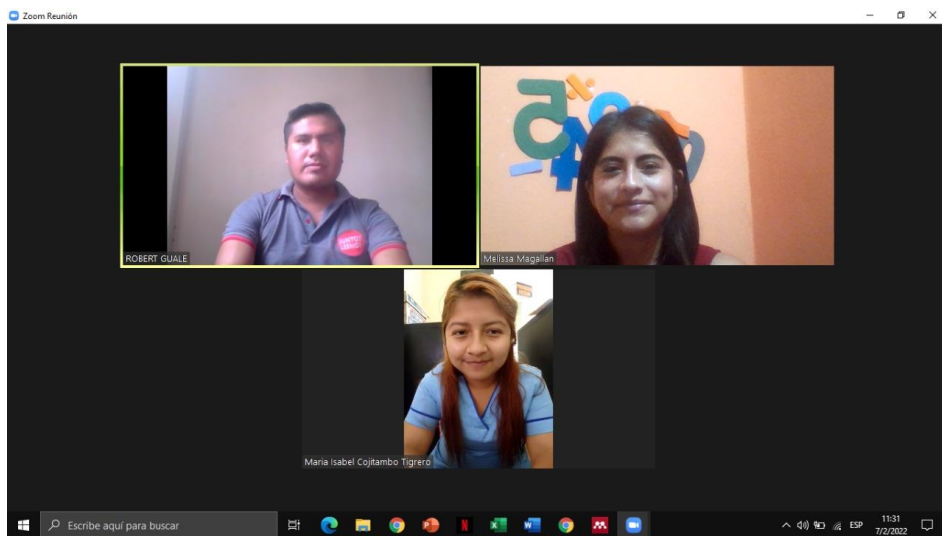 Zoom Reunión
ROBERT GUALE
Melissa Magallan
Maria Isabel Cojitambo Tigrero
Escribe aquí para buscar
ESP
11:31
7/2/2022